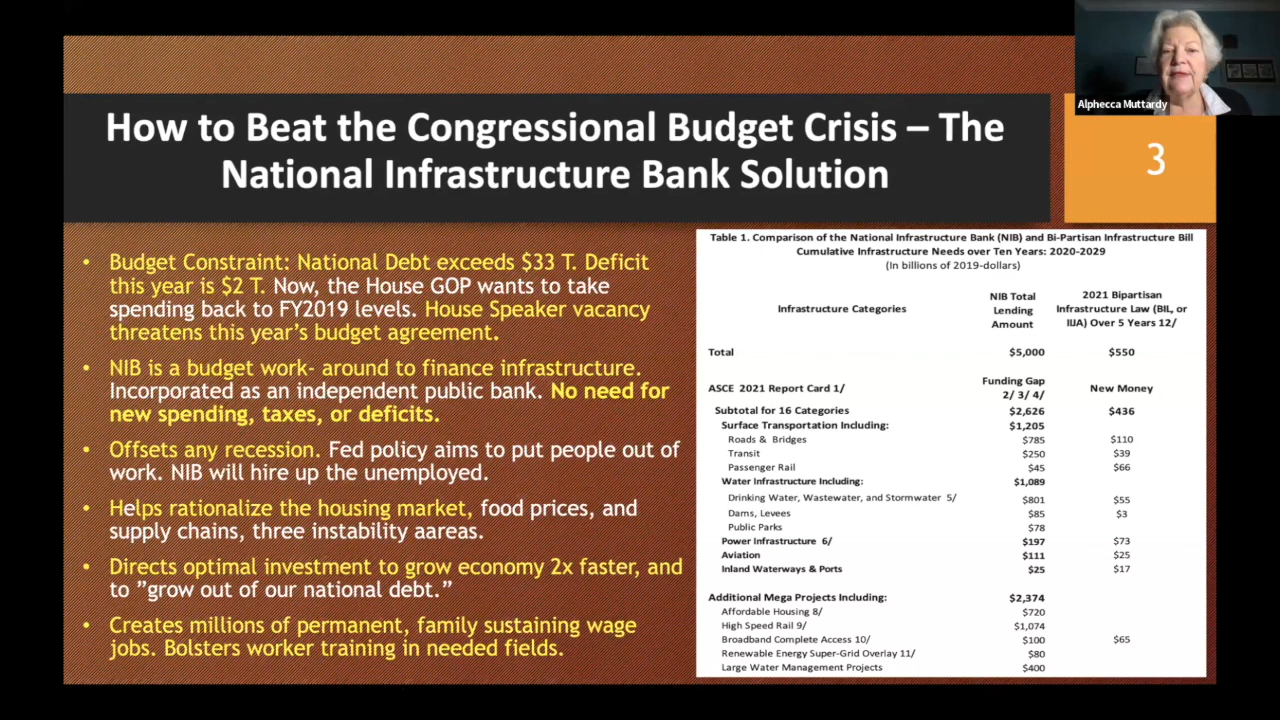 Alphecca Muttardy
How to Beat the Congressional Budget Crisis – The
National Infrastructure Bank Solution
3
• Budget Constraint: National Debt exceeds $33 T. Deficit
this year is $2 T. Now, the House GOP wants to take
spending back to FY2019 levels. House Speaker vacancy
threatens this year’s budget agreement.
• NIB is a budget work- around to finance infrastructure.
Incorporated as an independent public bank. No need for
new spending, taxes, or deficits.
• Offsets any recession. Fed policy aims to put people out of
work. NIB will hire up the unemployed.
• Helps rationalize the housing market, food prices, and
supply chains, three instability aareas.
• Directs optimal investment to grow economy 2x faster, and
to ”grow out of our national debt.”
• Creates millions of permanent, family sustaining wage
jobs. Bolsters worker training in needed fields.
Table 1. Comparison of the National Infrastructure Bank (NIB) and Bi-Partisan Infrastructure Bill
Cumulative Infrastructure Needs over Ten Years: 2020-2029
(In billions of 2019-dollars)
Infrastructure Categories
NIB Total
Lending
Amount
2021 Bipartisan
Infrastructure Law (BIL, or
IIJA) Over 5 Years 12/
Total $5,000 $550
ASCE 2021 Report Card 1/
Funding Gap
2/ 3/ 4/
New Money
Subtotal for 16 Categories $2,626 $436
Surface Transportation Including: $1,205
Roads & Bridges $785 $110
Transit $250 $39
Passenger Rail $45 $66
Water Infrastructure Including: $1,089
Drinking Water, Wastewater, and Stormwater 5/ $801 $55
Dams, Levees $85 $3
Public Parks $78
Power Infrastructure 6/ $197 $73
Aviation $111 $25
Inland Waterways & Ports $25 $17
Additional Mega Projects Including: $2,374
Affordable Housing 8/ $720
High Speed Rail 9/ $1,074
Broadband Complete Access 10/ $100 $65
Renewable Energy Super-Grid Overlay 11/ $80
Large Water Management Projects $400